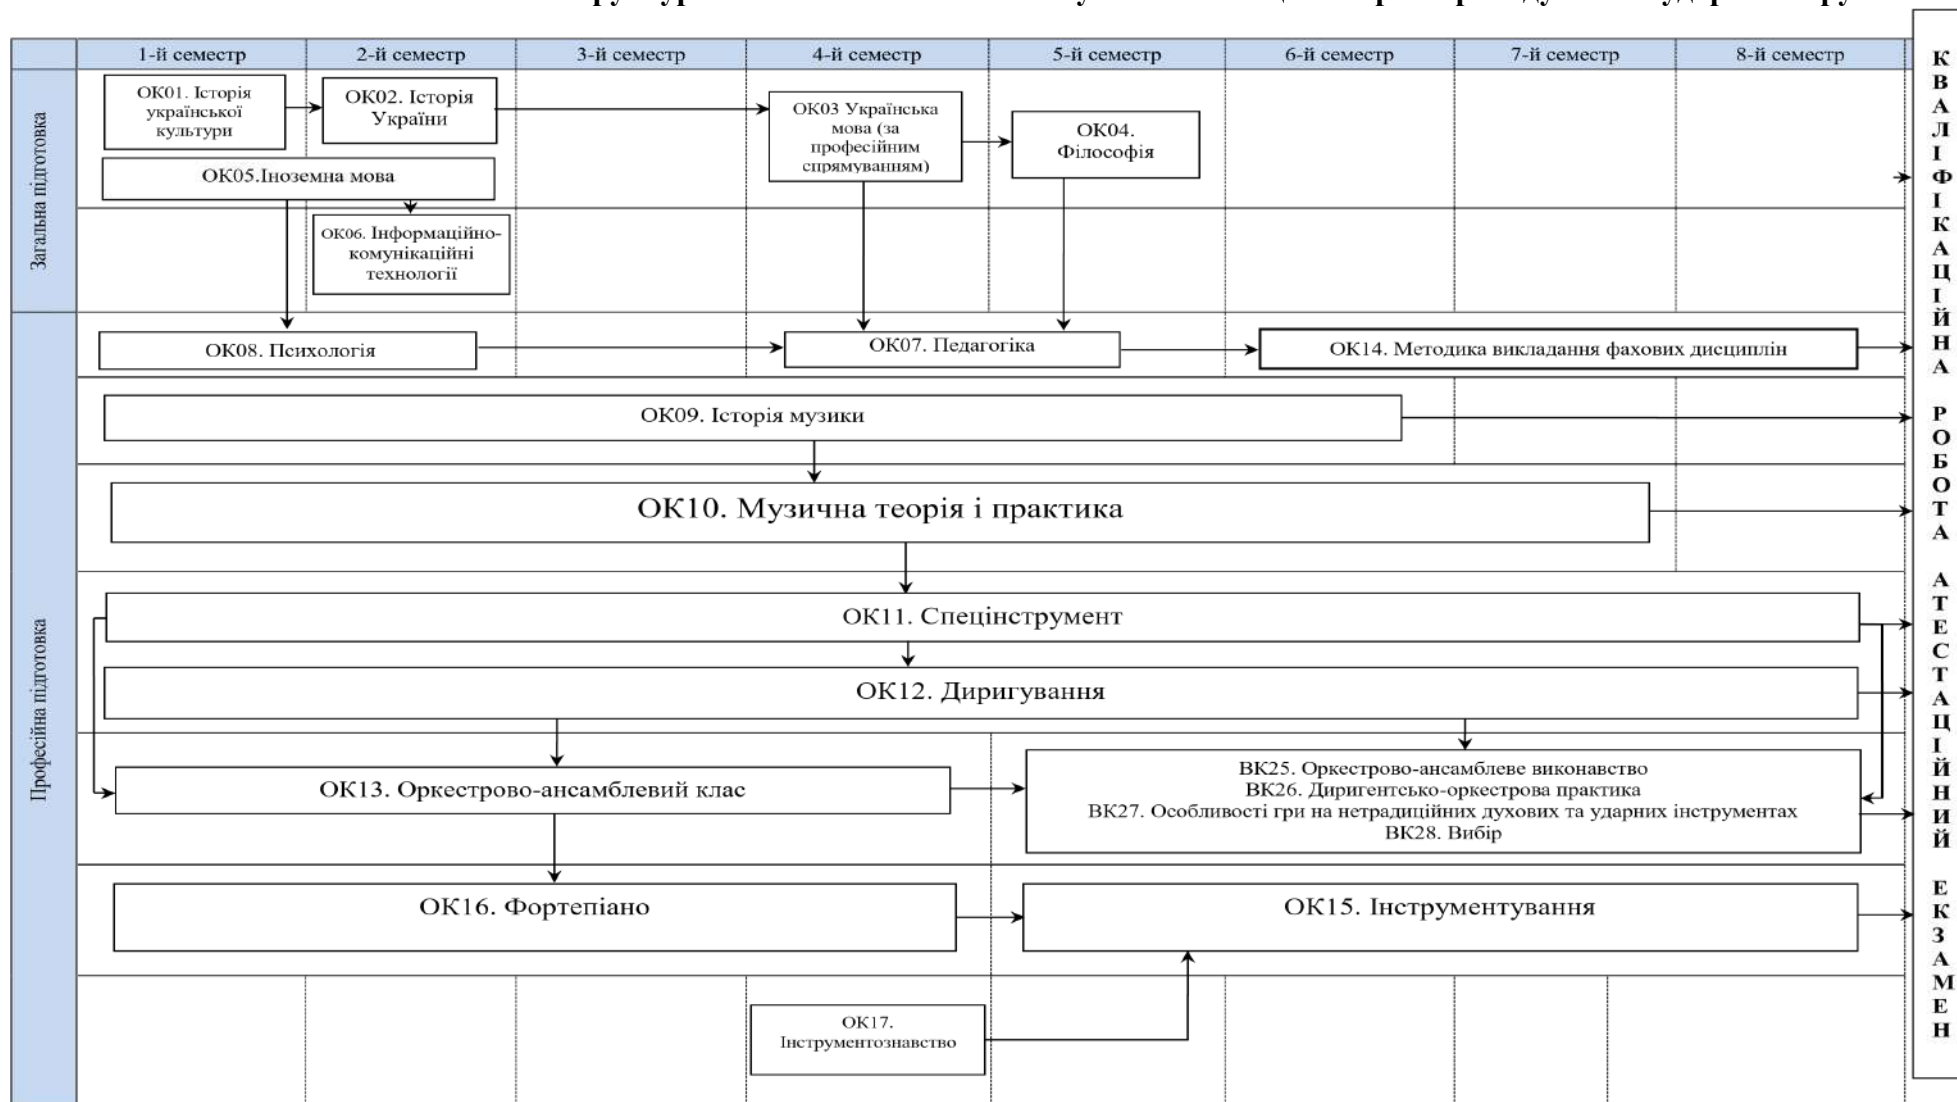 1-й семестр
2-й семестр
3-й семестр
4-й семестр
5-й семестр
6-й семестр
7-й семестр
8-й семестр
Загальна підготовка
ОК01. Історія
української
культури
ОК02. Історія
України
ОК03 Українська
мова (за
професійним
спрямуванням)
ОК04.
Філософія
ОК05.Іноземна мова
ОК06. Інформаційно-
комунікаційні
технології
Професійна підготовка
ОК08. Психологія
ОК07. Педагогіка
ОК14. Методика викладання фахових дисциплін
ОК09. Історія музики
ОК10. Музична теорія і практика
ОК11. Спецінструмент
ОК12. Диригування
ОК13. Оркестрово-ансамблевий клас
ВК25. Оркестрово-ансамблеве виконавство
ВК26. Диригентсько-оркестрова практика
ВК27. Особливості гри на нетрадиційних духових та ударних інструментах
ВК28. Вибір
ОК16. Фортепіано
ОК15. Інструментування
ОК17.
Інструментознавство
КВАЛІФІКАЦІЙНА РОБОТА АТЕСТАЦІЙНИЙ ЕКЗАМЕН